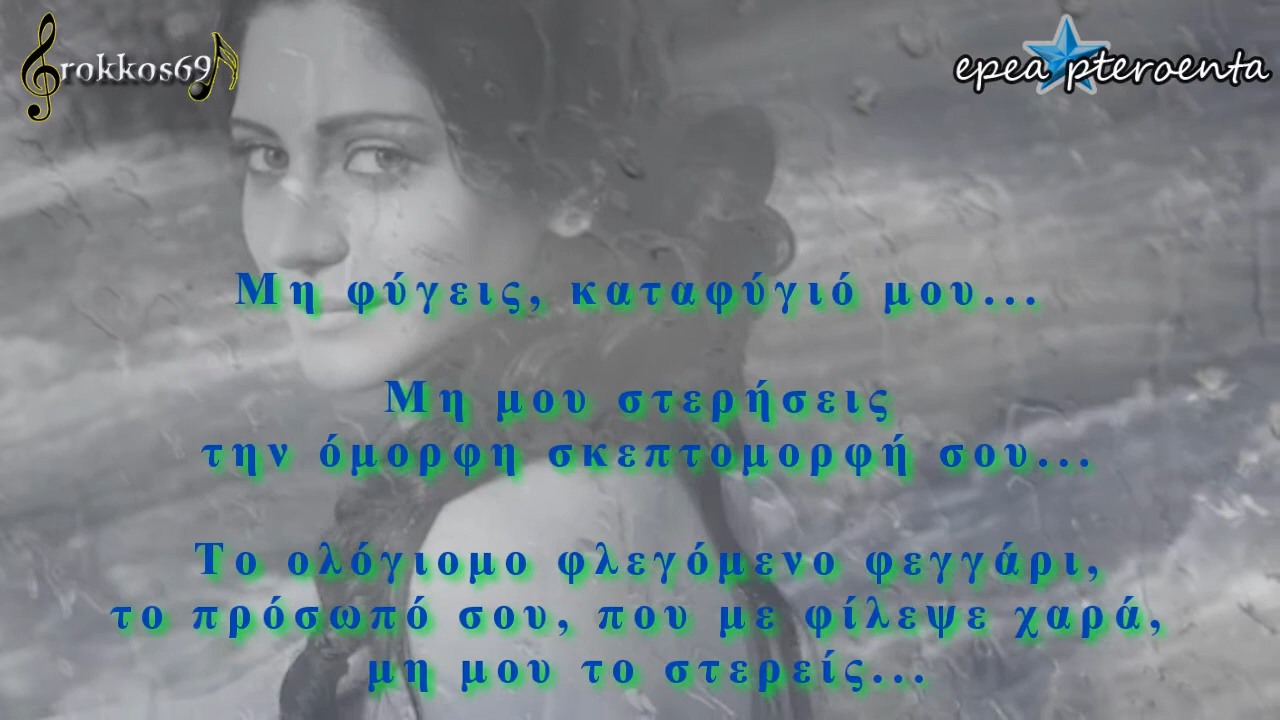 rokkos69
epea pteroenta
Μη φύγεις, καταφύγιό μου...
Μη μου στερήσεις
την όμορφη σκεπτομορφή σου...
Το ολόγιομο φλεγόμενο φεγγάρι,
το πρόσωπό σου, που με φίλεψε χαρά,
μη μου το στερείς...